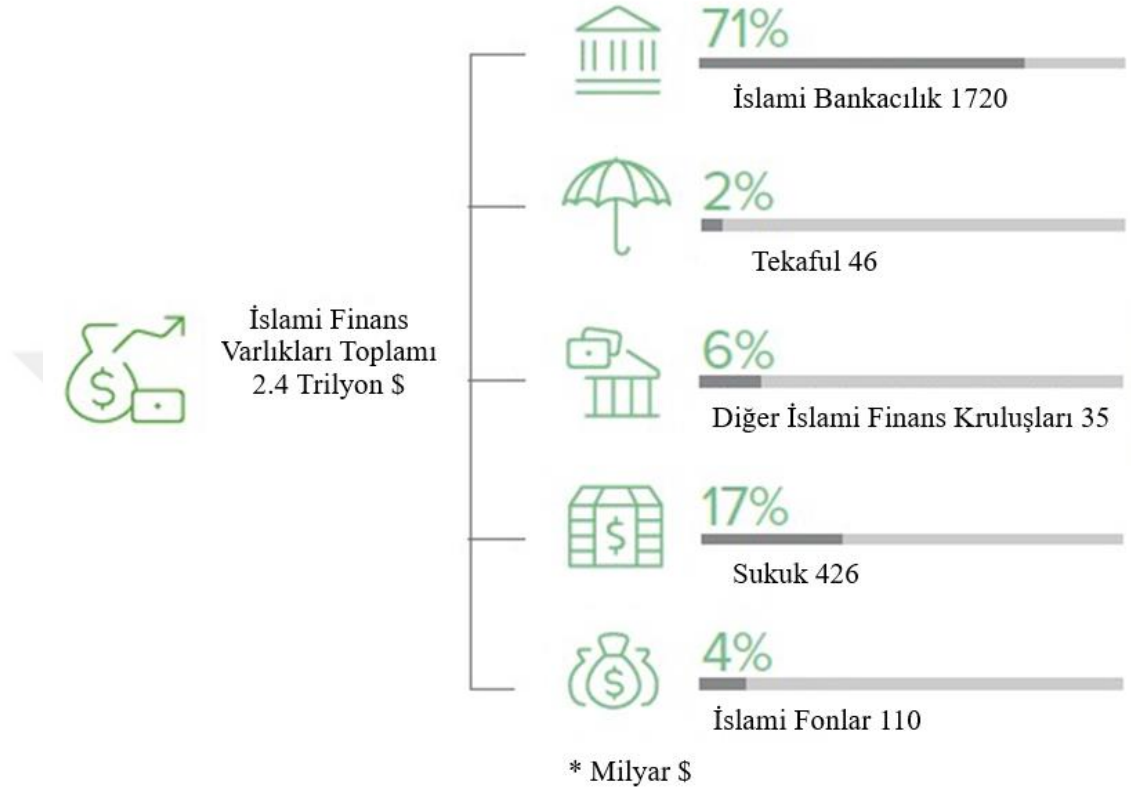 71%
İslami Bankacılık 1720
2%
Tekaful 46
İslami Finans
Varlıkları Toplamı
2.4 Trilyon $
6%
Diğer İslami Finans Kruluşları 35
17%
Sukuk 426
4%
İslami Fonlar 110
* Milyar $